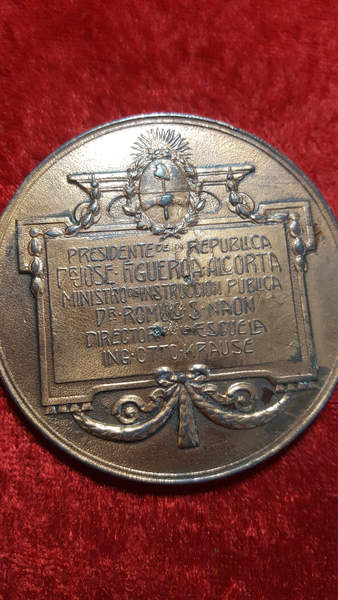 PRESIDENTE DE LA REPUBLICA
DR JOSE FIGUEROA ALCORTA
MINISTRO DE INSTRUCCION PUBLICA
DR ROMULO S NAON
DIRECTOR DE LA ESCUELA
ING OTTO KRAUSE